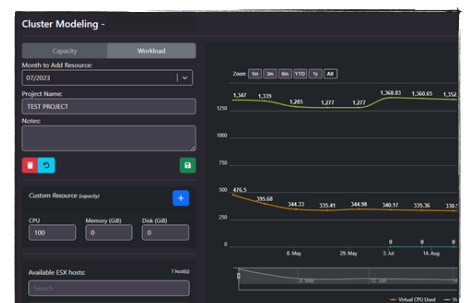 Cluster Modeling -
Capacity
Workload
Month to Add Resource:
07/2023
Project Name:
TEST PROJECT
Notes:
Custom Resource (capacity)
+
CPU
Memory (GiB)
Disk (GiB)
100
0
0
Available ESX hosts:
1 host(s)
Search
Zoom 1m 3m 6m YTD 1y All
1,347 1,339 1,285 1,277 1,277 1,368.83 1,360.65 1,352
1250
1000
750
500
476.5 395.68 344.33 335.41 344.98 340.17 335.36 330.5
250
0
0 0 0
8. May 29. May 3. Jul 14. Aug
Virtual CPU Used